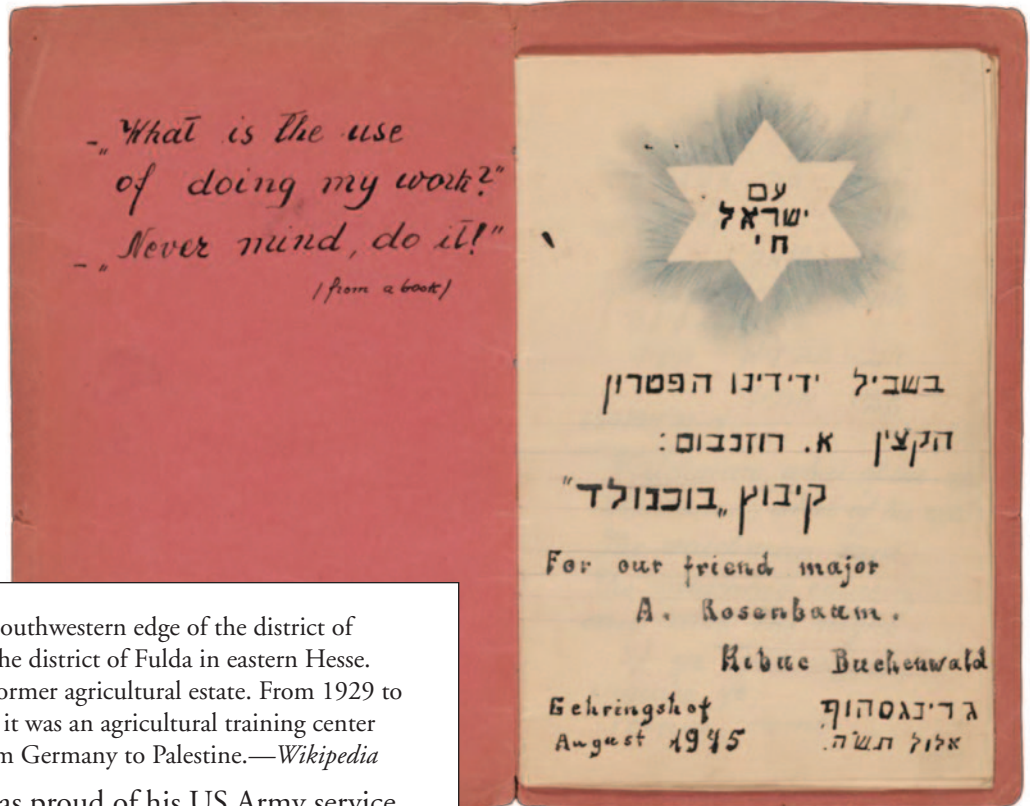 -„What is the use
of doing my work?"
-„Never mind, do it!"
/from a book/
עם
ישראל
חי
בשביל ידידינו הפטרון
הקצין א. רוזנבום:
קיבוץ „בוכנולד"
For our friend major
A. Rosenbaum.
Kibuc Buchenwald
Gehringshof גרינגסהוף
August 1945 אלול תש"ה.
outhwestern edge of the district of
he district of Fulda in eastern Hesse.
ormer agricultural estate. From 1929 to
it was an agricultural training center
m Germany to Palestine.—Wikipedia
as proud of his US Army service